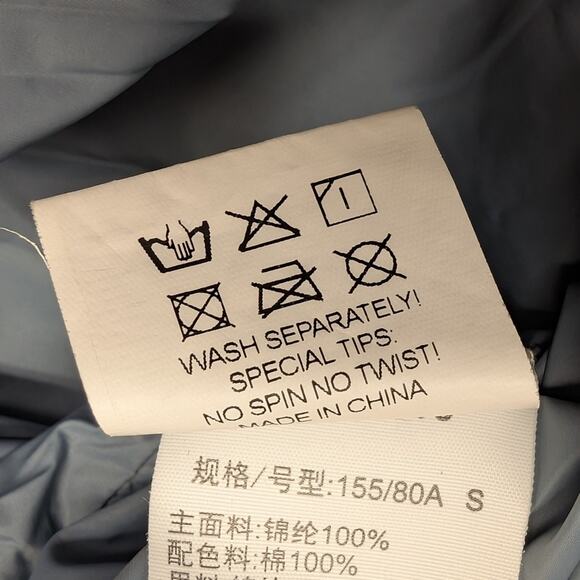 WASH SEPARATELY!
SPECIAL TIPS:
NO SPIN NO TWIST!
MADE IN CHINA
规格/号型:155/80A S
主面料:锦纶100%
配色料:棉100%